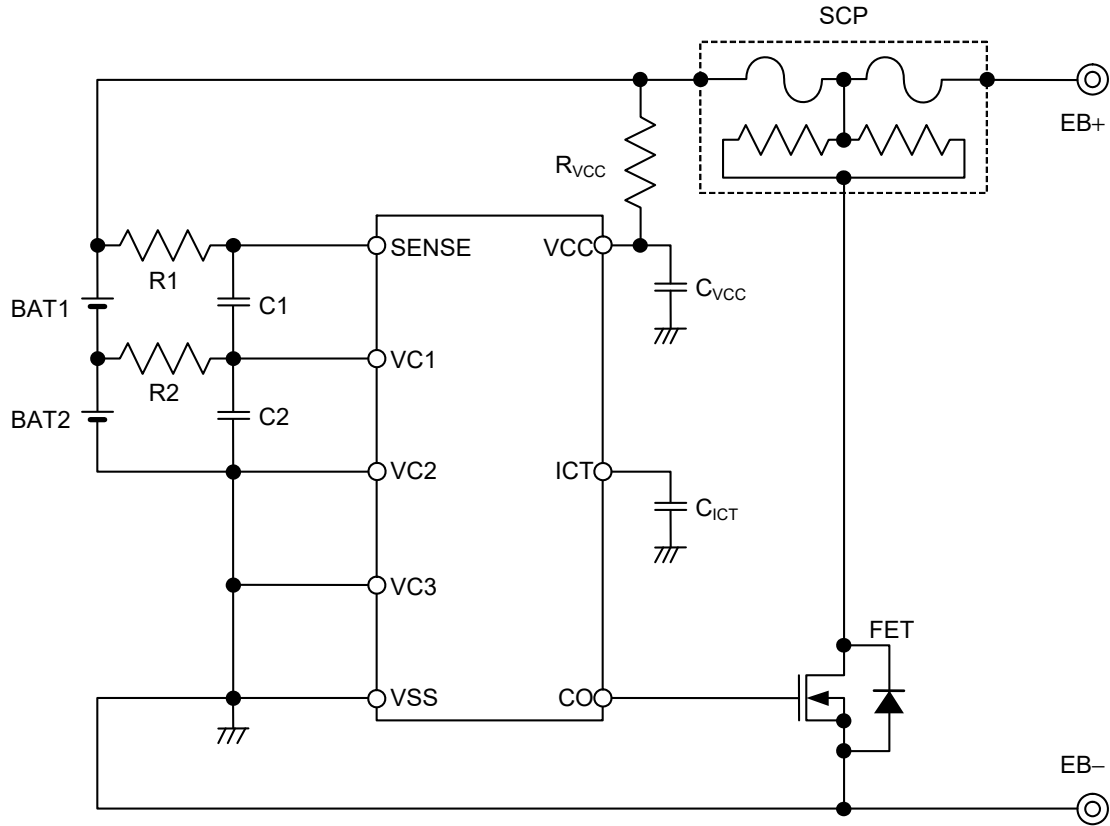 SCP
EB+
RVCC
SENSE
VCC
R1
BAT1
C1
CVCC
VC1
R2
BAT2
C2
VC2
ICT
CICT
VC3
FET
VSS
CO
EB−